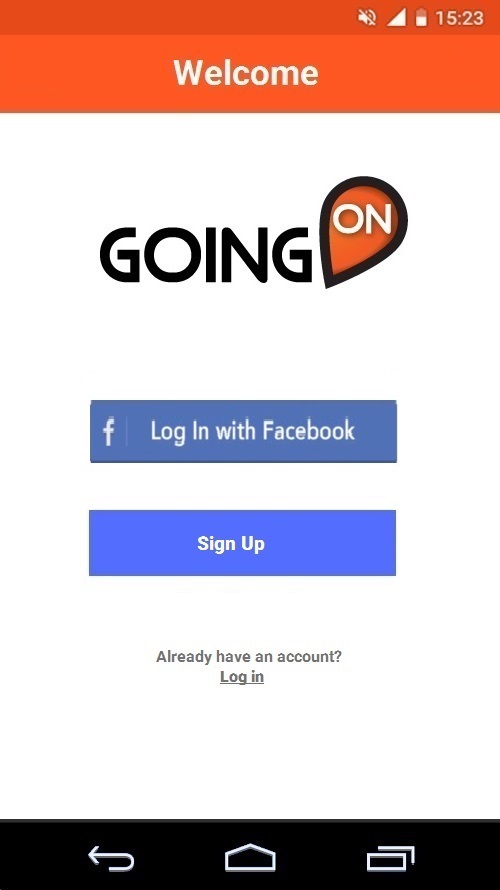 15:23
Welcome
GOING ON
f Log In with Facebook
Sign Up
Already have an account?
Log in